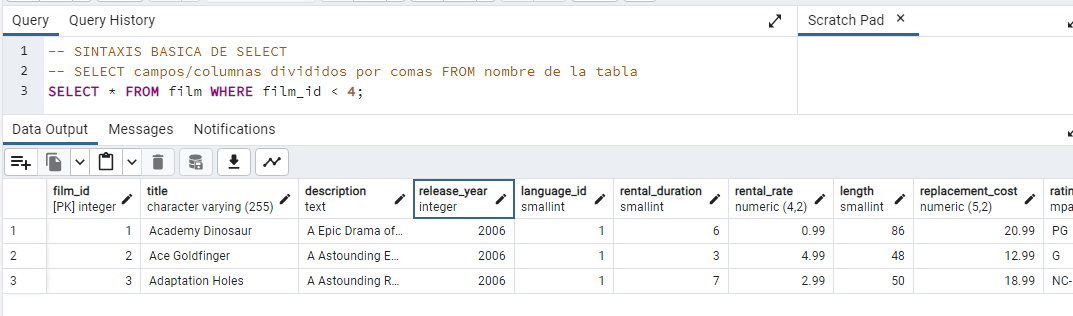 Query Query History Scratch Pad ×
1 -- SINTAXIS BASICA DE SELECT
2 -- SELECT campos/columnas divididos por comas FROM nombre de la tabla
3 SELECT * FROM film WHERE film_id < 4;
Data Output Messages Notifications
film_id title description release_year language_id rental_duration rental_rate length replacement_cost ratin
[PK] integer character varying (255) text integer smallint smallint numeric (4,2) smallint numeric (5,2) mpa
1 1 Academy Dinosaur A Epic Drama of... 2006 1 6 0.99 86 20.99 PG
2 2 Ace Goldfinger A Astounding E... 2006 1 3 4.99 48 12.99 G
3 3 Adaptation Holes A Astounding R... 2006 1 7 2.99 50 18.99 NC-